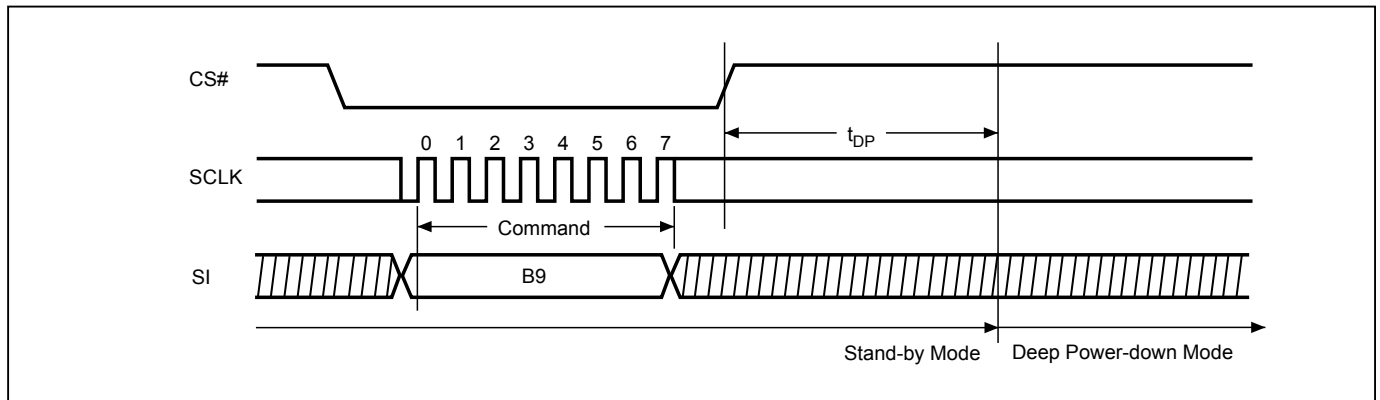 CS#
t_DP
0 1 2 3 4 5 6 7
SCLK
Command
SI
B9
Stand-by Mode
Deep Power-down Mode